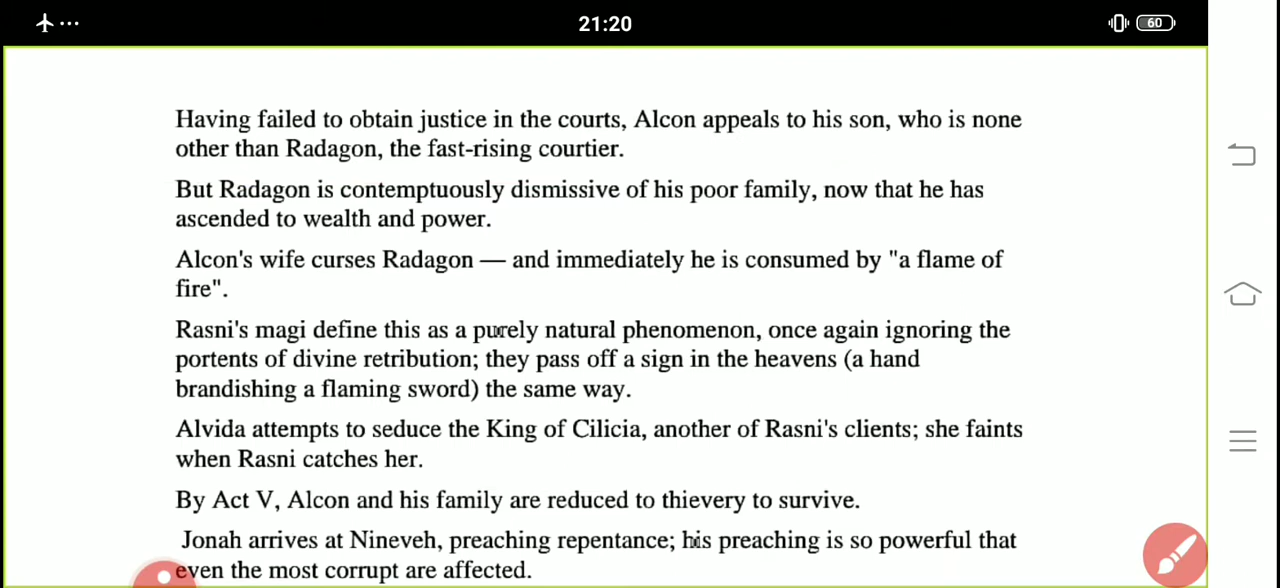 21:20
60
Having failed to obtain justice in the courts, Alcon appeals to his son, who is none
other than Radagon, the fast-rising courtier.
But Radagon is contemptuously dismissive of his poor family, now that he has
ascended to wealth and power.
Alcon's wife curses Radagon — and immediately he is consumed by "a flame of
fire".
Rasni's magi define this as a purely natural phenomenon, once again ignoring the
portents of divine retribution; they pass off a sign in the heavens (a hand
brandishing a flaming sword) the same way.
Alvida attempts to seduce the King of Cilicia, another of Rasni's clients; she faints
when Rasni catches her.
By Act V, Alcon and his family are reduced to thievery to survive.
Jonah arrives at Nineveh, preaching repentance; his preaching is so powerful that
even the most corrupt are affected.